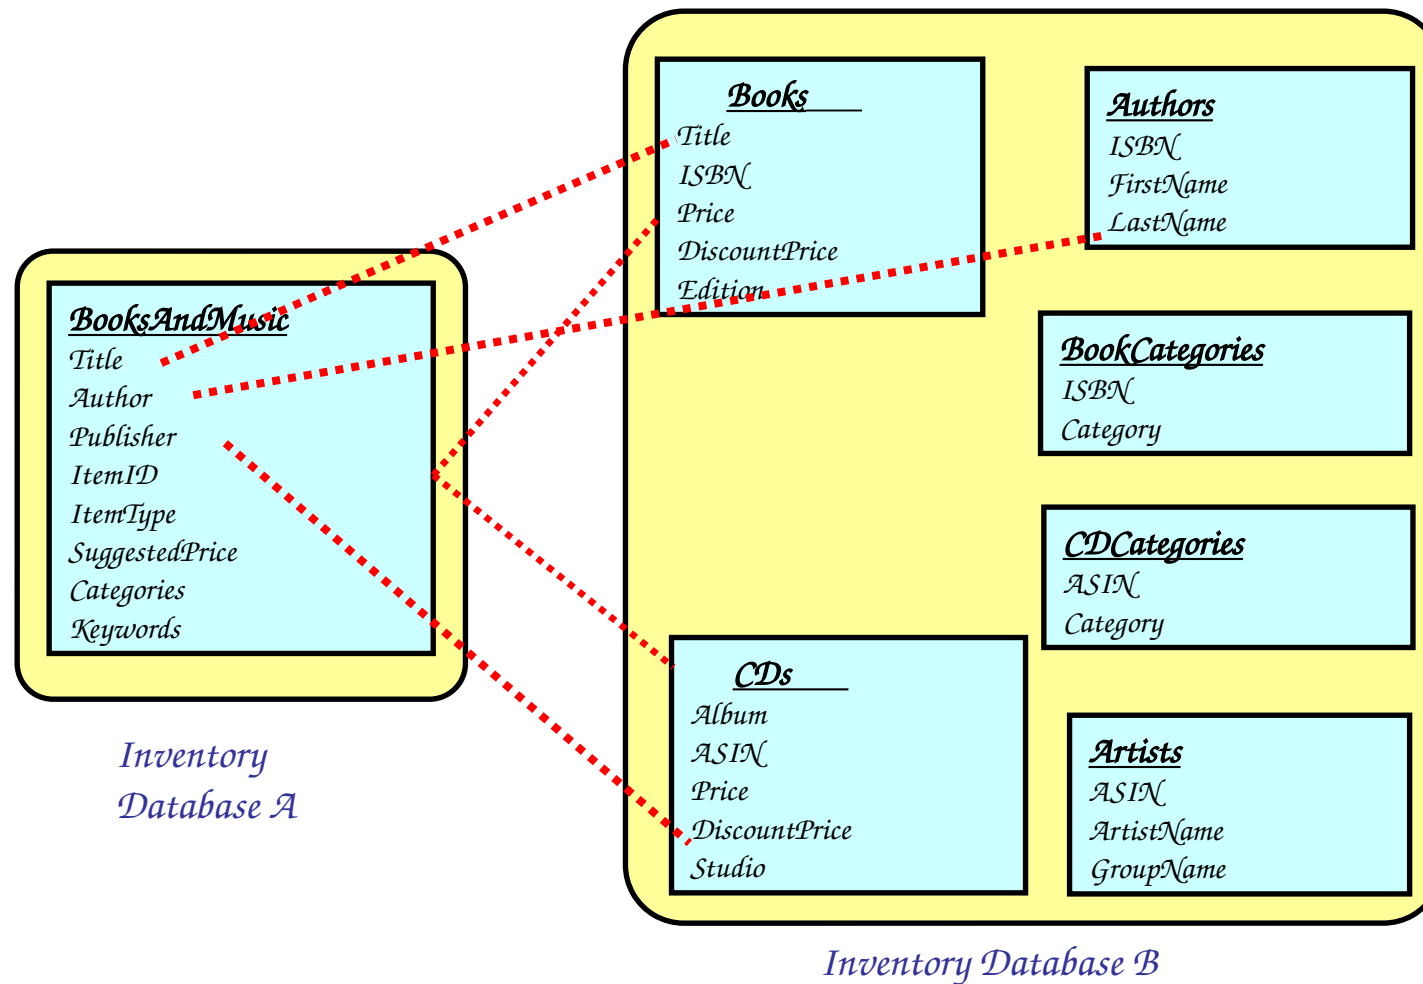 BooksAndMusic
Title
Author
Publisher
ItemID
ItemType
SuggestedPrice
Categories
Keywords
Inventory
Database A
Books
Title
ISBN
Price
DiscountPrice
Edition
Authors
ISBN
FirstName
LastName
BookCategories
ISBN
Category
CDCategories
ASIN
Category
CDs
Album
ASIN
Price
DiscountPrice
Studio
Artists
ASIN
ArtistName
GroupName
Inventory Database B